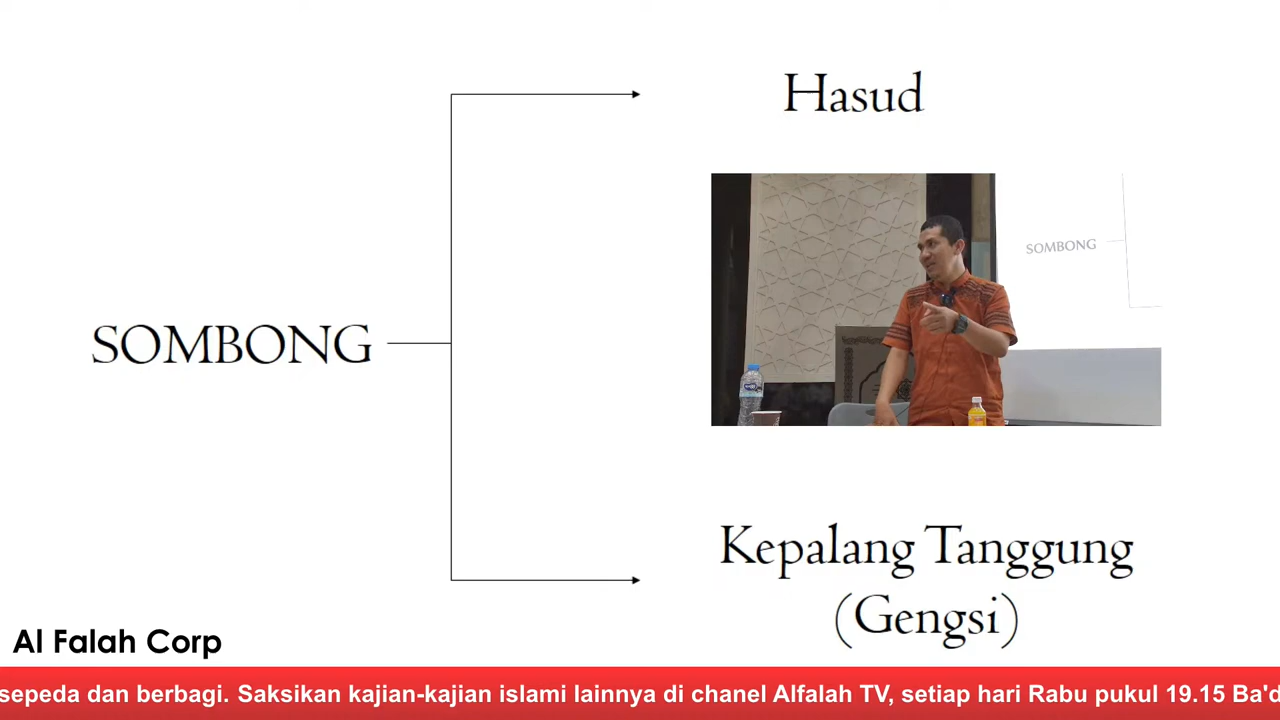 Hasud
SOMBONG
SOMBONG
Kepalang Tanggung
(Gengsi)
Al Falah Corp
sepeda dan berbagi. Saksikan kajian-kajian islami lainnya di chanel Alfalah TV, setiap hari Rabu pukul 19.15 Ba'd